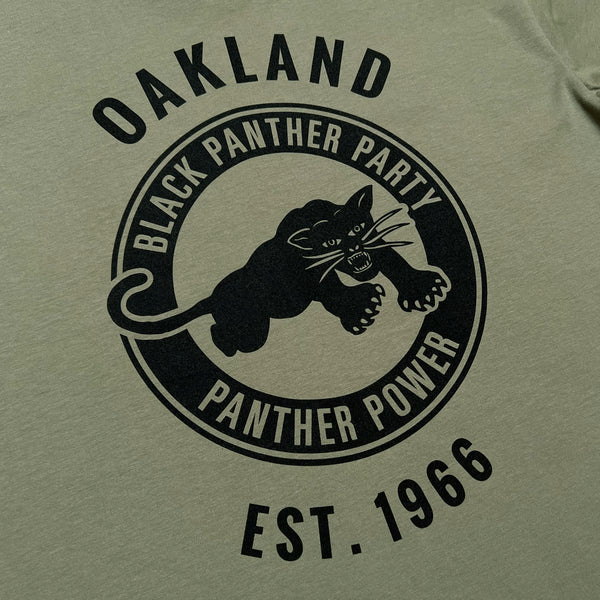 OAKLAND
BLACK PANTHER PARTY
PANTHER POWER
EST. 1966